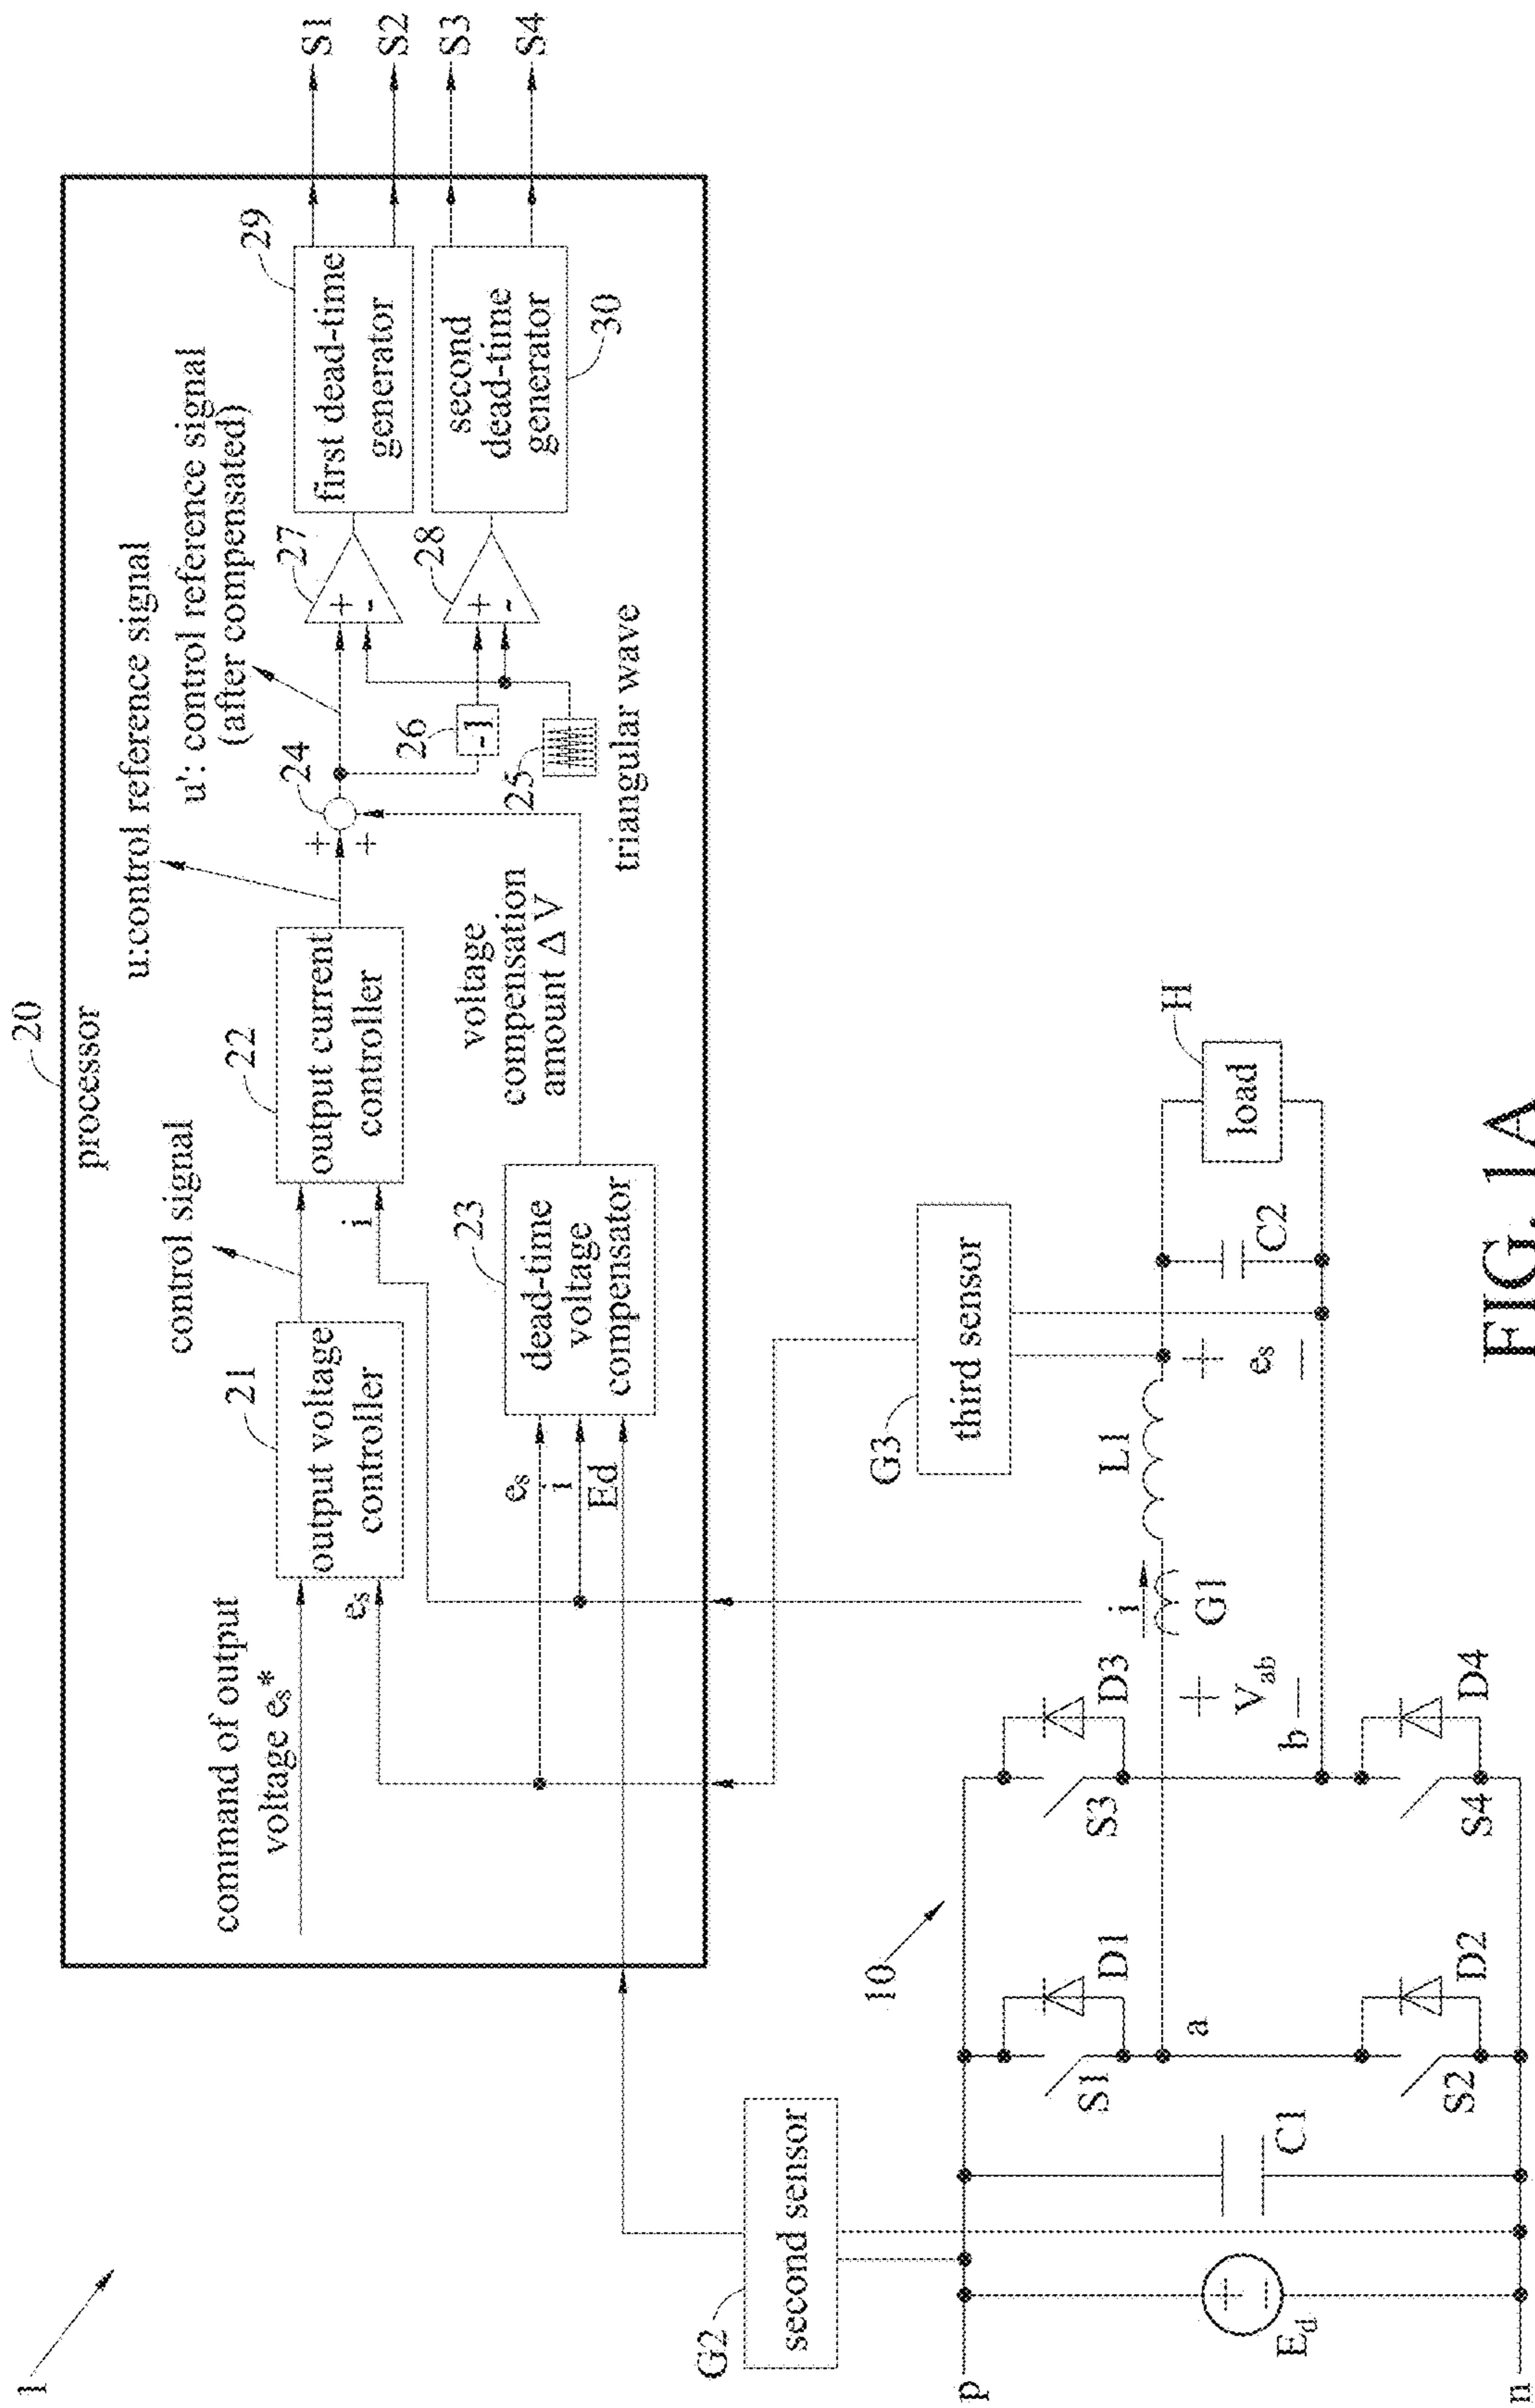 1
20
processor
command of output
voltage es*
es
21
output voltage
controller
control signal
i
22
output current
controller
u:control reference signal
u': control reference signal
(after compensated)
es
i
Ed
23
dead-time
voltage
compensator
voltage
compensation
amount Δ V
24
+
+
25
26
-1
triangular wave
27
+
-
28
+
-
29
first dead-time
generator
second
dead-time
generator
30
S1
S2
S3
S4
G2
second sensor
G3
third sensor
10
p
n
Ed
+
-
C1
S1
D1
S2
D2
a
S3
D3
S4
D4
b
+
Vab
-
i
G1
L1
+
es
-
C2
load
H
FIG. 1A